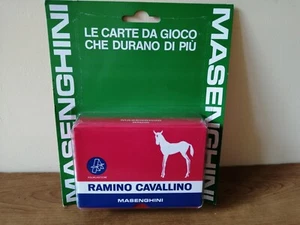 LE CARTE DA GIOCO
CHE DURANO DI PIÙ
MASENGHINI
MASENGHINI
RAMINO CAVALLINO
MASENGHINI